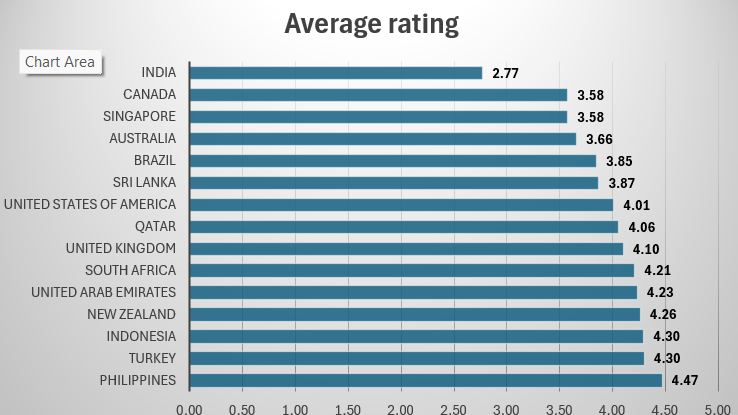 Average rating
Chart Area
INDIA 2.77
CANADA 3.58
SINGAPORE 3.58
AUSTRALIA 3.66
BRAZIL 3.85
SRI LANKA 3.87
UNITED STATES OF AMERICA 4.01
QATAR 4.06
UNITED KINGDOM 4.10
SOUTH AFRICA 4.21
UNITED ARAB EMIRATES 4.23
NEW ZEALAND 4.26
INDONESIA 4.30
TURKEY 4.30
PHILIPPINES 4.47
0.00 0.50 1.00 1.50 2.00 2.50 3.00 3.50 4.00 4.50 5.00